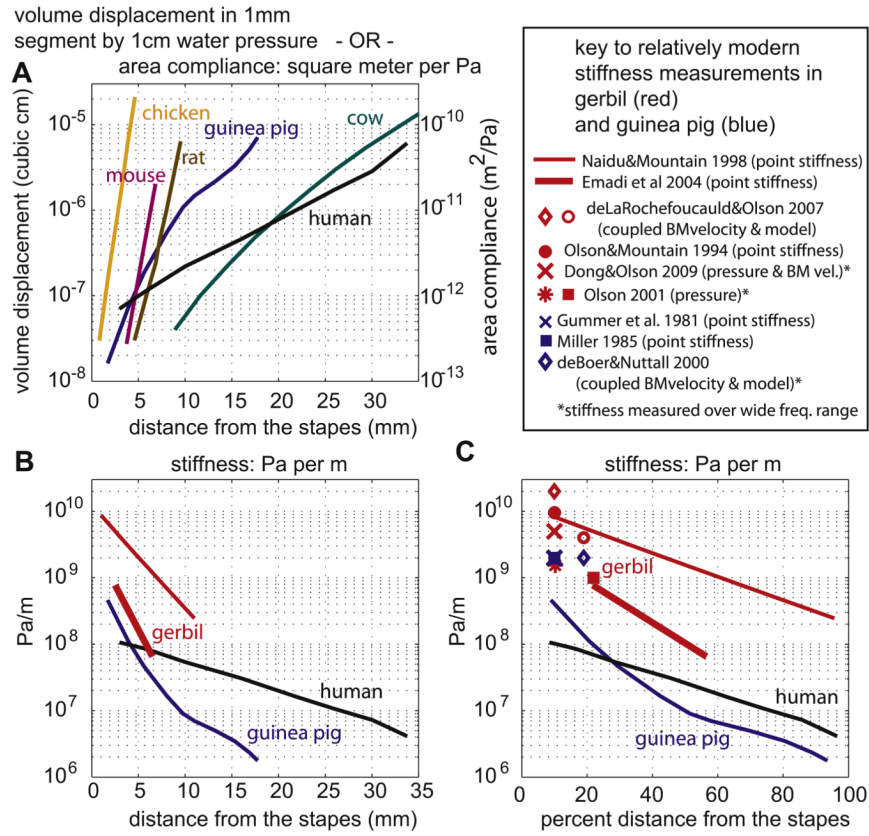 volume displacement in 1mm
segment by 1cm water pressure - OR -
area compliance: square meter per Pa
A
volume displacement (cubic cm)
10^-5
10^-6
10^-7
10^-8
chicken
mouse
rat
guinea pig
cow
human
10^-10
10^-11
10^-12
10^-13
area compliance (m^2/Pa)
0 5 10 15 20 25 30 35
distance from the stapes (mm)
key to relatively modern
stiffness measurements in
gerbil (red)
and guinea pig (blue)
Naidu&Mountain 1998 (point stiffness)
Emadi et al 2004 (point stiffness)
deLaRochefoucauld&Olson 2007
(coupled BMvelocity & model)
Olson&Mountain 1994 (point stiffness)
Dong&Olson 2009 (pressure & BM vel.)*
Olson 2001 (pressure)*
Gummer et al. 1981 (point stiffness)
Miller 1985 (point stiffness)
deBoer&Nuttall 2000
(coupled BMvelocity & model)*
*stiffness measured over wide freq. range
B
stiffness: Pa per m
Pa/m
10^10
10^9
10^8
10^7
10^6
gerbil
human
guinea pig
0 5 10 15 20 25 30 35
distance from the stapes (mm)
C
stiffness: Pa per m
Pa/m
10^10
10^9
10^8
10^7
10^6
gerbil
human
guinea pig
0 20 40 60 80 100
percent distance from the stapes